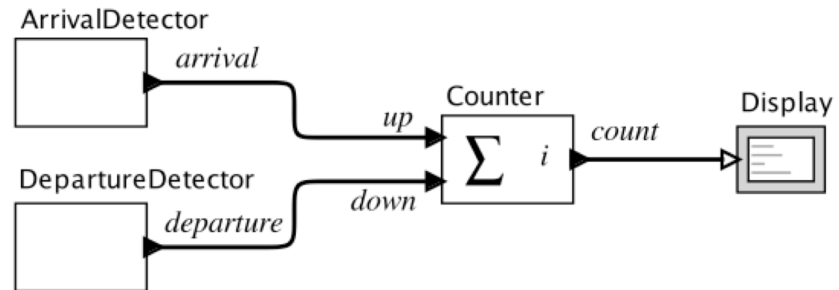 ArrivalDetector
arrival
up
Counter
∑ i
count
Display
DepartureDetector
departure
down